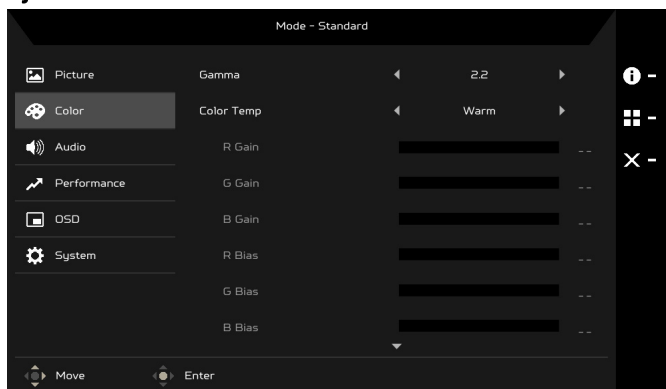 Mode - Standard
Picture
Gamma
2.2
Color
Color Temp
Warm
Audio
R Gain
--
Performance
G Gain
--
OSD
B Gain
--
System
R Bias
--
G Bias
--
B Bias
--
Move
Enter